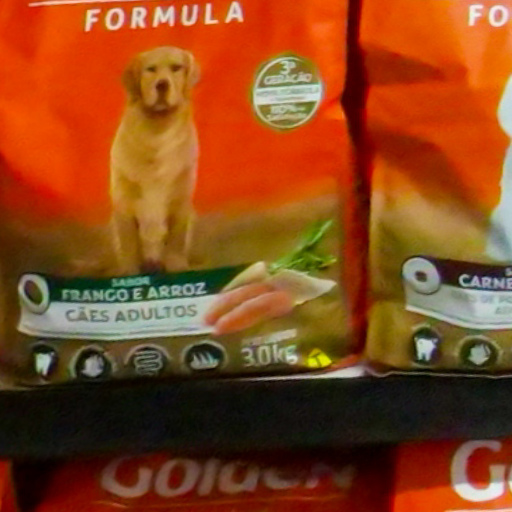 FORMULA
3ª
GERAÇÃO
SABOR
FRANGO E ARROZ
CÃES ADULTOS
3,0kg
FO
CARNE
GOLDEN
G